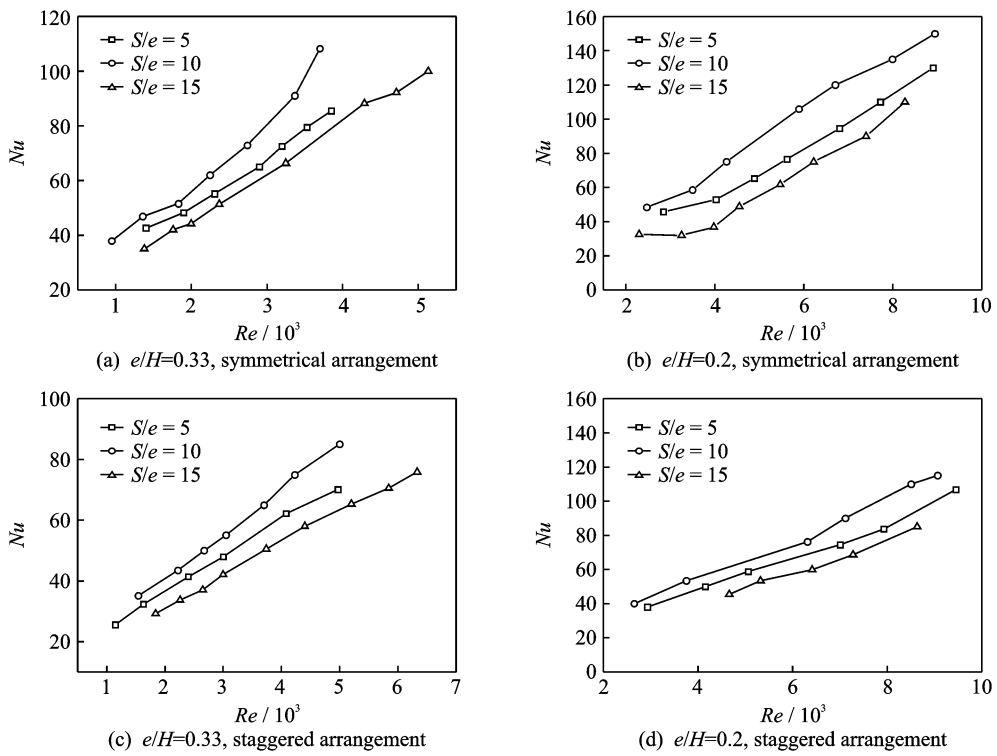 120
100
80
60
40
20
Nu
S/e = 5
S/e = 10
S/e = 15
1 2 3 4 5
Re / 10³
(a) e/H=0.33, symmetrical arrangement
160
140
120
100
80
60
40
20
0
Nu
S/e = 5
S/e = 10
S/e = 15
2 4 6 8 10
Re / 10³
(b) e/H=0.2, symmetrical arrangement
100
80
60
40
20
Nu
S/e = 5
S/e = 10
S/e = 15
1 2 3 4 5 6 7
Re / 10³
(c) e/H=0.33, staggered arrangement
160
140
120
100
80
60
40
20
0
Nu
S/e = 5
S/e = 10
S/e = 15
2 4 6 8 10
Re / 10³
(d) e/H=0.2, staggered arrangement